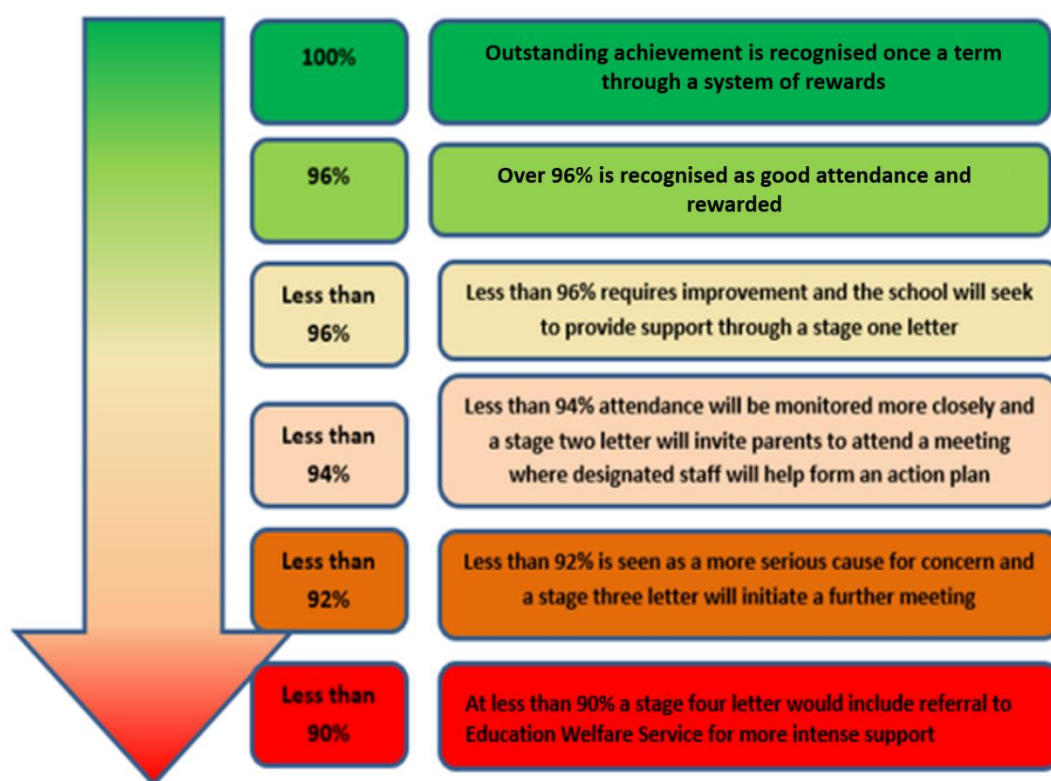 100%
Outstanding achievement is recognised once a term
through a system of rewards
96%
Over 96% is recognised as good attendance and
rewarded
Less than
96%
Less than 96% requires improvement and the school will seek
to provide support through a stage one letter
Less than
94%
Less than 94% attendance will be monitored more closely and
a stage two letter will invite parents to attend a meeting
where designated staff will help form an action plan
Less than
92%
Less than 92% is seen as a more serious cause for concern and
a stage three letter will initiate a further meeting
Less than
90%
At less than 90% a stage four letter would include referral to
Education Welfare Service for more intense support